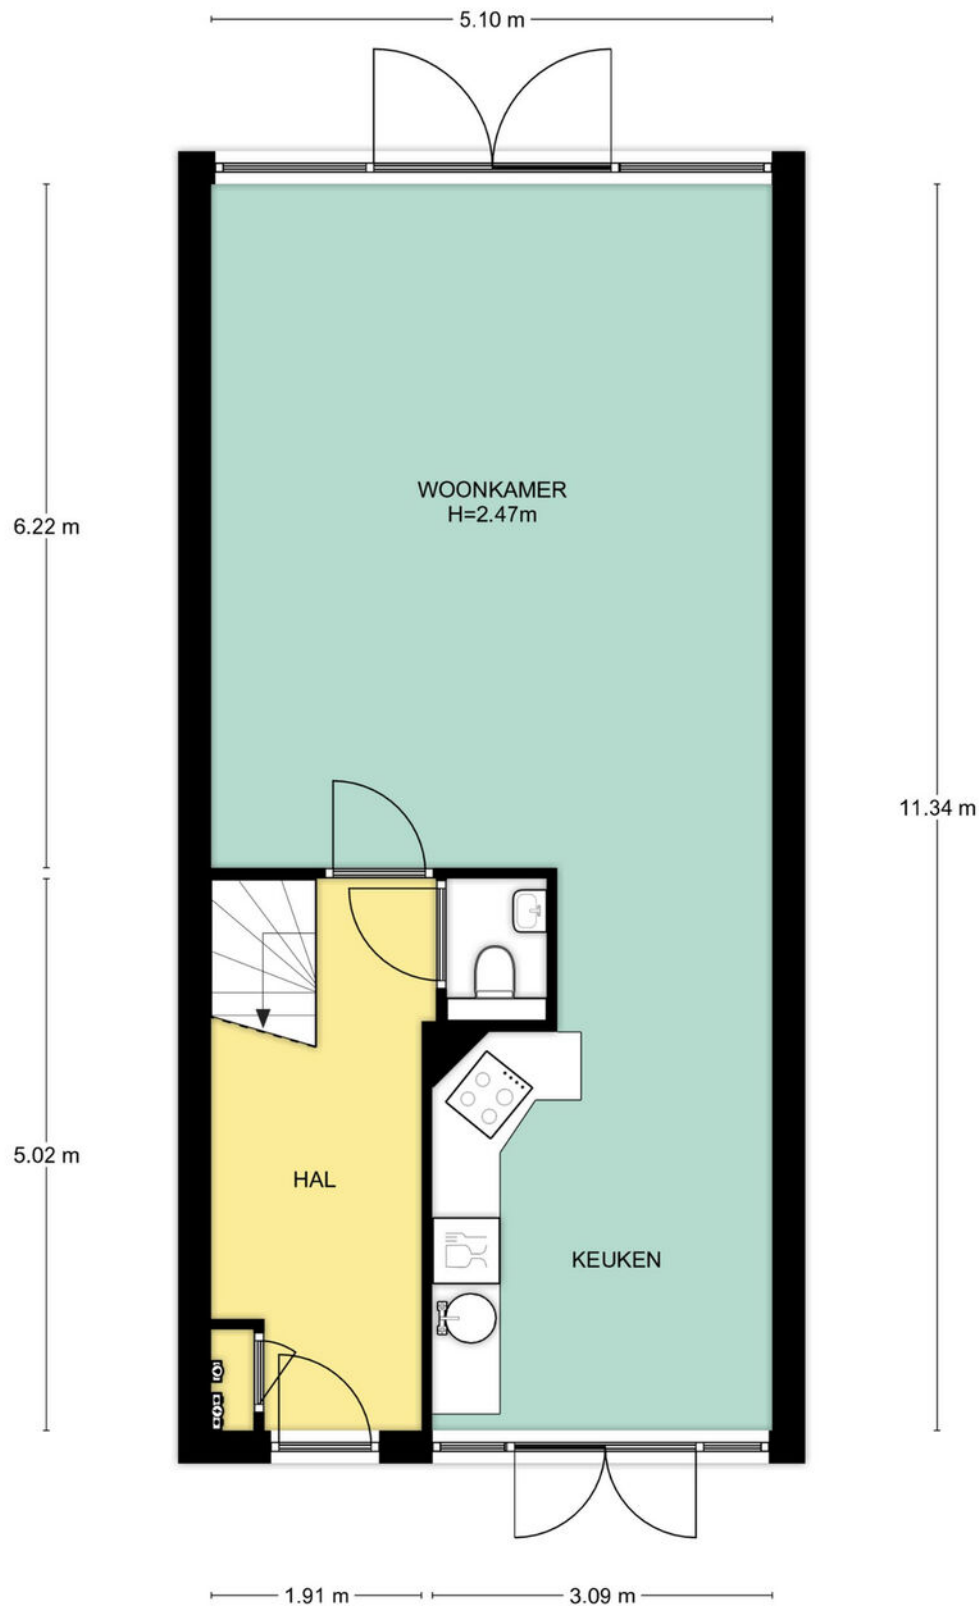 5.10 m
WOONKAMER
H=2.47m
6.22 m
11.34 m
5.02 m
HAL
KEUKEN
1.91 m
3.09 m